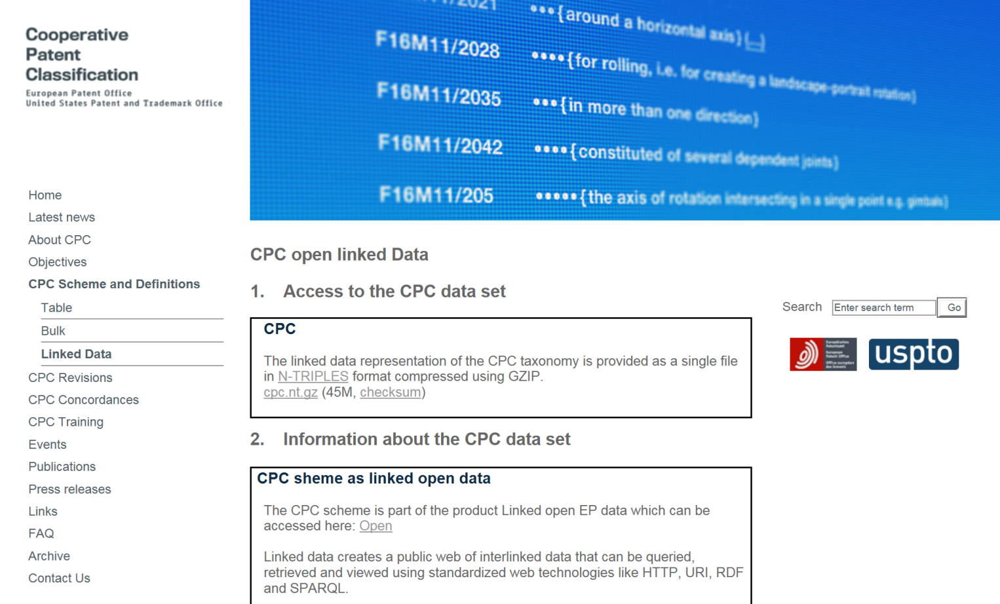 Cooperative
Patent
Classification
European Patent Office
United States Patent and Trademark Office
{around a horizontal axis}
F16M11/2028 ••••{for rolling, i.e. for creating a landscape-portrait rotation}
F16M11/2035 •••{in more than one direction}
F16M11/2042 ••••{constituted of several dependent joints}
F16M11/205 •••••{the axis of rotation intersecting in a single point e.g. gimbals}
Home
Latest news
About CPC
Objectives
CPC Scheme and Definitions
Table
Bulk
Linked Data
CPC Revisions
CPC Concordances
CPC Training
Events
Publications
Press releases
Links
FAQ
Archive
Contact Us
CPC open linked Data
1. Access to the CPC data set
CPC
The linked data representation of the CPC taxonomy is provided as a single file
in N-TRIPLES format compressed using GZIP.
cpc.nt.gz (45M, checksum)
2. Information about the CPC data set
CPC sheme as linked open data
The CPC scheme is part of the product Linked open EP data which can be
accessed here: Open
Linked data creates a public web of interlinked data that can be queried,
retrieved and viewed using standardized web technologies like HTTP, URI, RDF
and SPARQL.
Search Enter search term Go
Europäisches
Patentamt
European
Patent Office
Office européen
des brevets
uspto